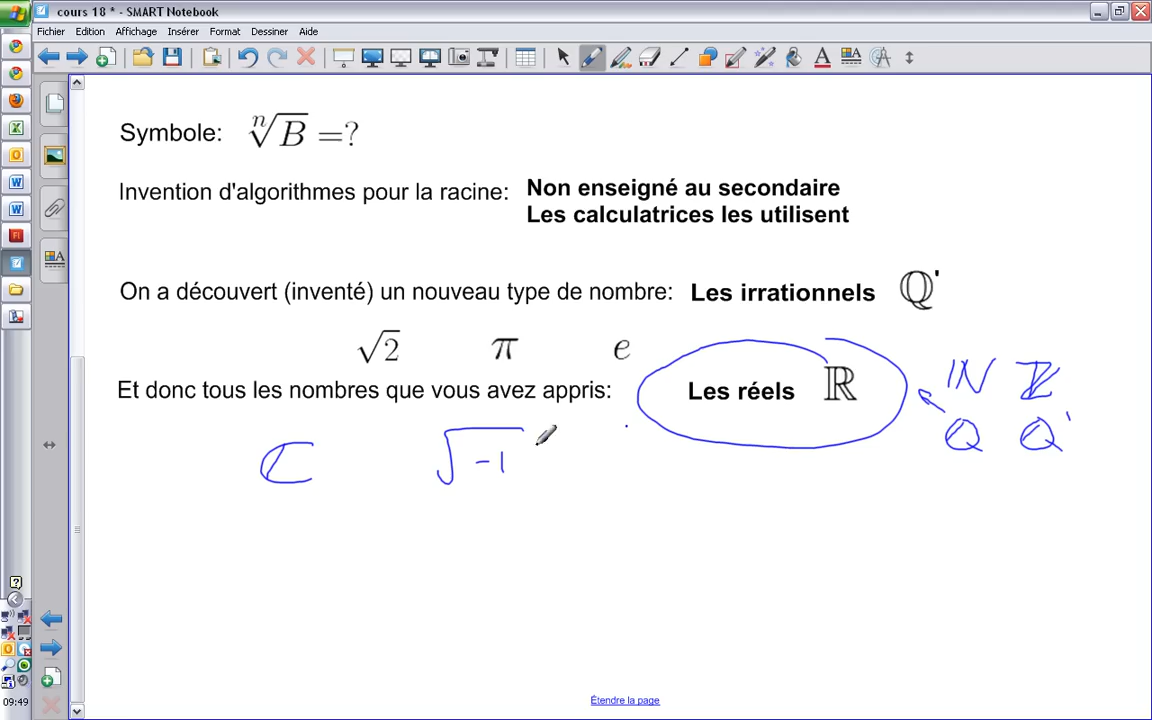 cours 18 * - SMART Notebook
Fichier Edition Affichage Insérer Format Dessiner Aide
Symbole: ⁿ√B =?
Invention d'algorithmes pour la racine: Non enseigné au secondaire
Les calculatrices les utilisent
On a découvert (inventé) un nouveau type de nombre: Les irrationnels ℚ'
√2 π e
Et donc tous les nombres que vous avez appris: Les réels ℝ
ℕ ℤ
ℚ ℚ'
ℂ √-1
Étendre la page
09:49